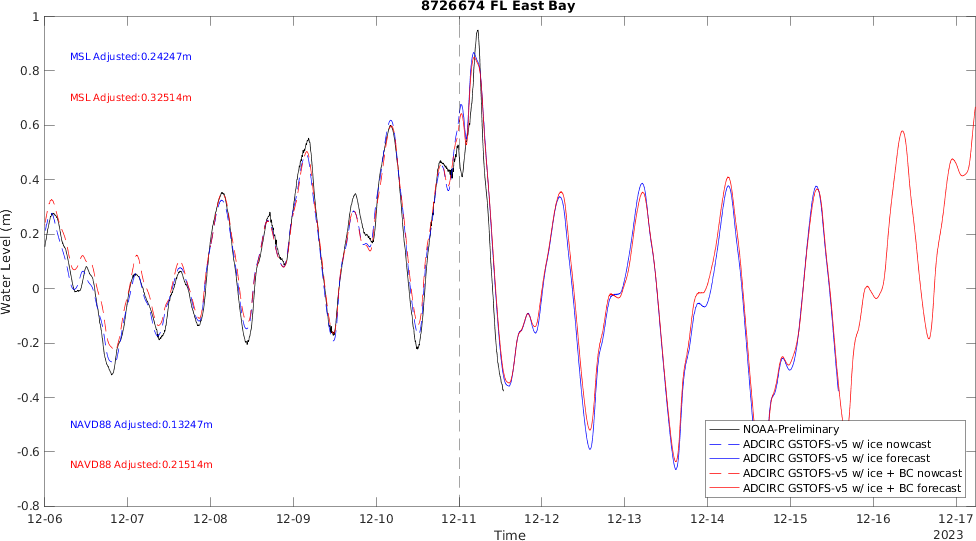 8726674 FL East Bay
MSL Adjusted:0.24247m
MSL Adjusted:0.32514m
NAVD88 Adjusted:0.13247m
NAVD88 Adjusted:0.21514m
Water Level (m)
1
0.8
0.6
0.4
0.2
0
-0.2
-0.4
-0.6
-0.8
NOAA-Preliminary
ADCIRC GSTOFS-v5 w/ ice nowcast
ADCIRC GSTOFS-v5 w/ ice forecast
ADCIRC GSTOFS-v5 w/ ice + BC nowcast
ADCIRC GSTOFS-v5 w/ ice + BC forecast
12-06 12-07 12-08 12-09 12-10 12-11 12-12 12-13 12-14 12-15 12-16 12-17
Time
2023